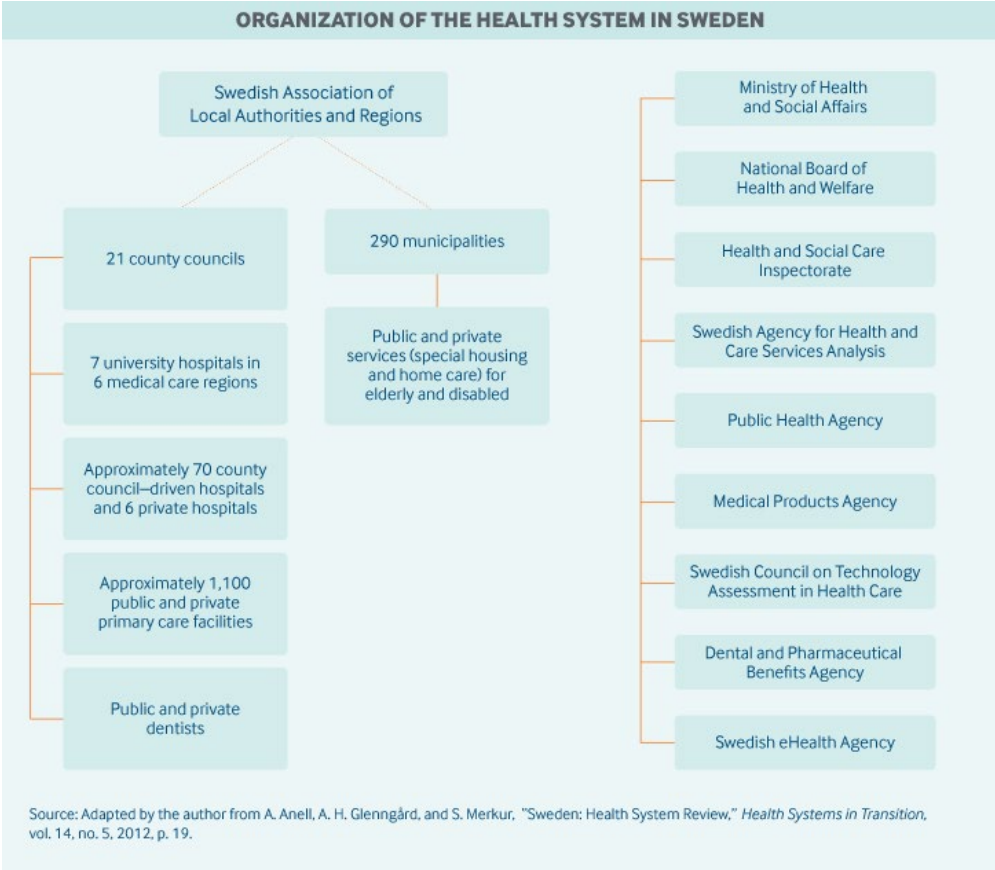 ORGANIZATION OF THE HEALTH SYSTEM IN SWEDEN
Swedish Association of
Local Authorities and Regions
21 county councils
7 university hospitals in
6 medical care regions
Approximately 70 county
council–driven hospitals
and 6 private hospitals
Approximately 1,100
public and private
primary care facilities
Public and private
dentists
290 municipalities
Public and private
services (special housing
and home care) for
elderly and disabled
Ministry of Health
and Social Affairs
National Board of
Health and Welfare
Health and Social Care
Inspectorate
Swedish Agency for Health and
Care Services Analysis
Public Health Agency
Medical Products Agency
Swedish Council on Technology
Assessment in Health Care
Dental and Pharmaceutical
Benefits Agency
Swedish eHealth Agency
Source: Adapted by the author from A. Anell, A. H. Glenngård, and S. Merkur, "Sweden: Health System Review," Health Systems in Transition,
vol. 14, no. 5, 2012, p. 19.